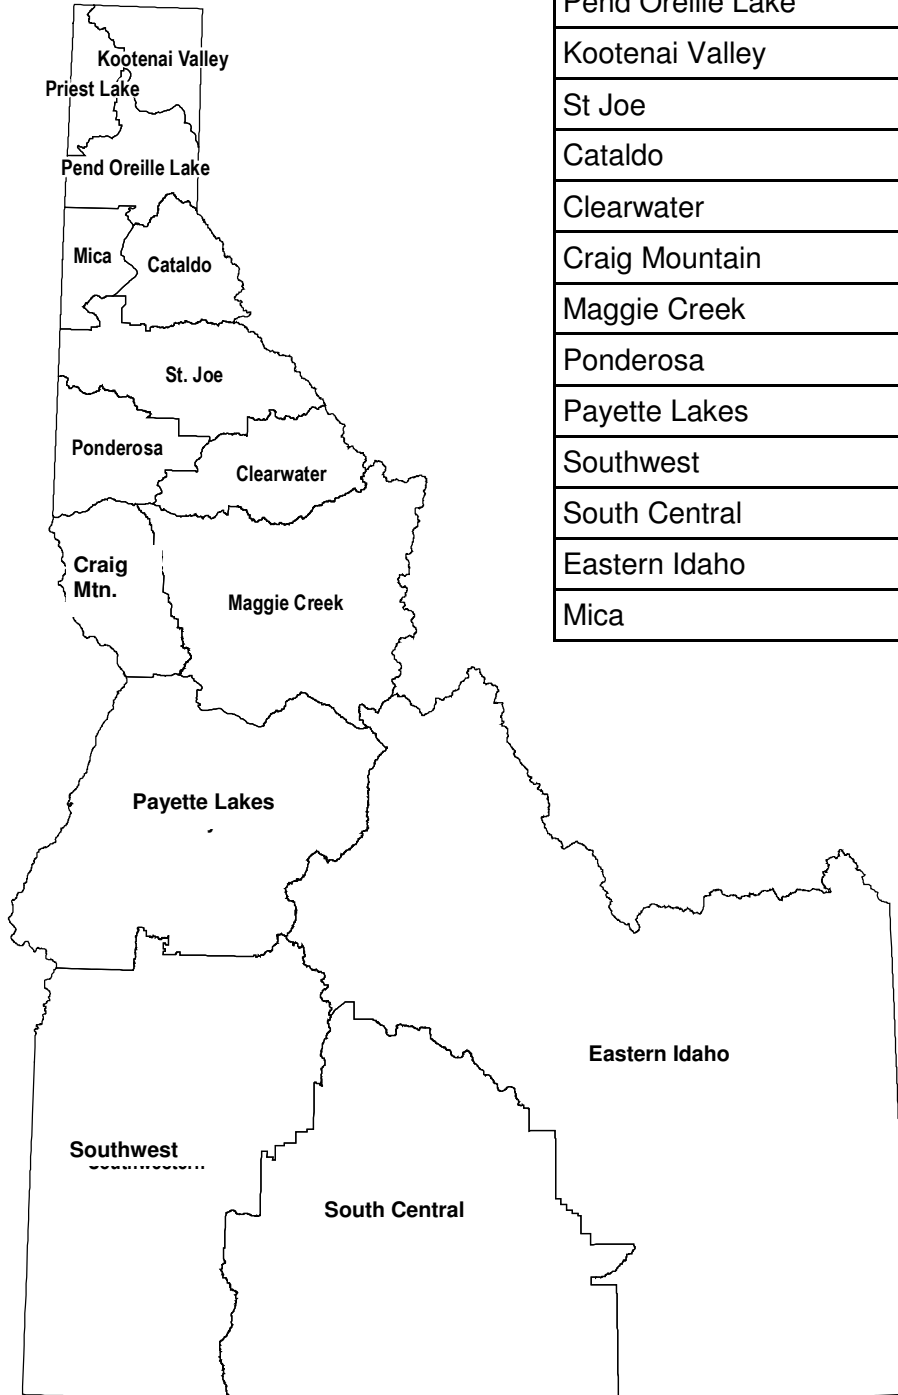 Pend Oreille Lake
Kootenai Valley
St Joe
Cataldo
Clearwater
Craig Mountain
Maggie Creek
Ponderosa
Payette Lakes
Southwest
South Central
Eastern Idaho
Mica
Kootenai Valley
Priest Lake
Pend Oreille Lake
Mica
Cataldo
St. Joe
Ponderosa
Clearwater
Craig
Mtn.
Maggie Creek
Payette Lakes
Eastern Idaho
Southwest
Southwestern
South Central